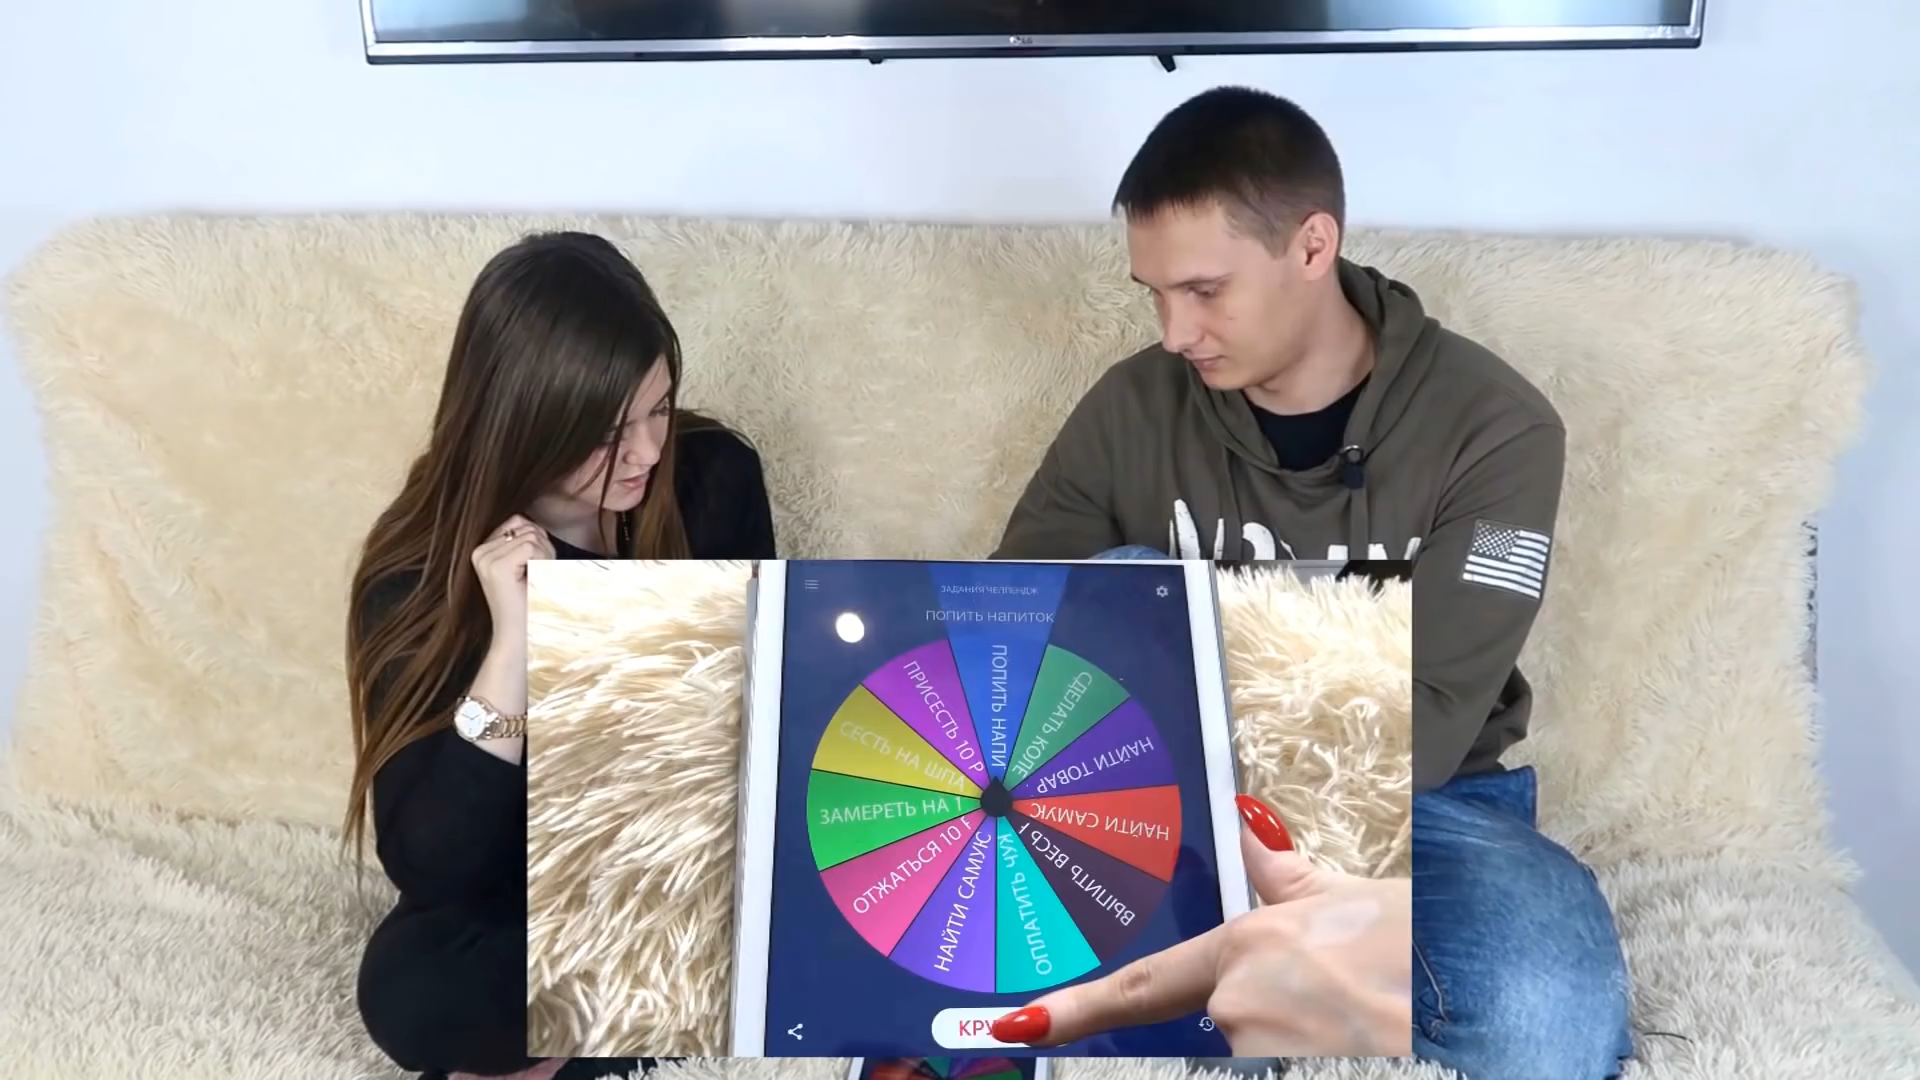 LG
ЗАДАНИЯ ЧЕЛЛЕНДЖ
попить напиток
ПОПИТЬ НАПИ
СДЕЛАТЬ КОЛЕ
НАЙТИ ТОВАР
НАЙТИ САМУЮ
ВЫПИТЬ ВЕСЬ
ОПЛАТИТЬ ЧУЖ
НАЙТИ САМУЮ
ОТЖАТЬСЯ 10 Р
ЗАМЕРЕТЬ НА 1
СЕСТЬ НА ШПА
ПРИСЕСТЬ 10 Р
КРУ